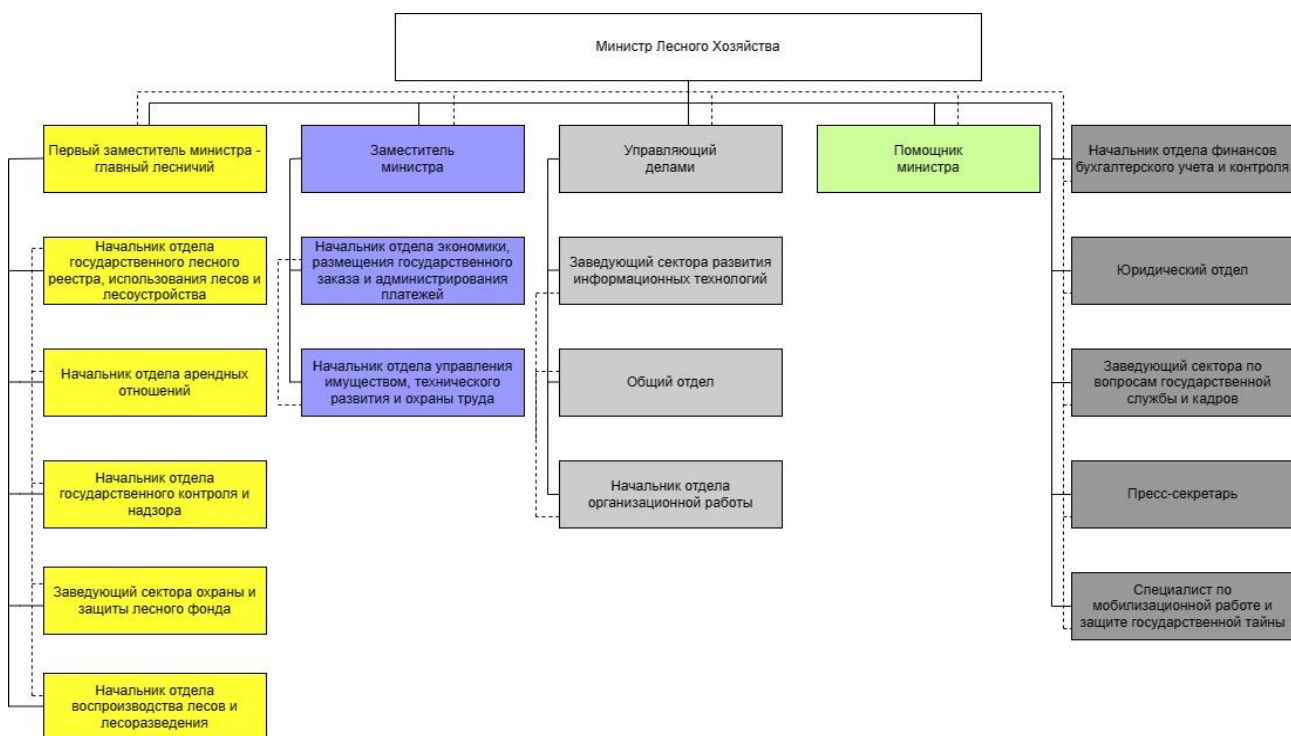 Министр Лесного Хозяйства
Первый заместитель министра -
главный лесничий
Заместитель
министра
Управляющий
делами
Помощник
министра
Начальник отдела финансов
бухгалтерского учета и контроля
Начальник отдела
государственного лесного
реестра, использования лесов и
лесоустройства
Начальник отдела экономики,
размещения государственного
заказа и администрирования
платежей
Заведующий сектора развития
информационных технологий
Юридический отдел
Начальник отдела арендных
отношений
Начальник отдела управления
имуществом, технического
развития и охраны труда
Общий отдел
Заведующий сектора по
вопросам государственной
службы и кадров
Начальник отдела
государственного контроля и
надзора
Начальник отдела
организационной работы
Пресс-секретарь
Заведующий сектора охраны и
защиты лесного фонда
Специалист по
мобилизационной работе и
защите государственной тайны
Начальник отдела
воспроизводства лесов и
лесоразведения